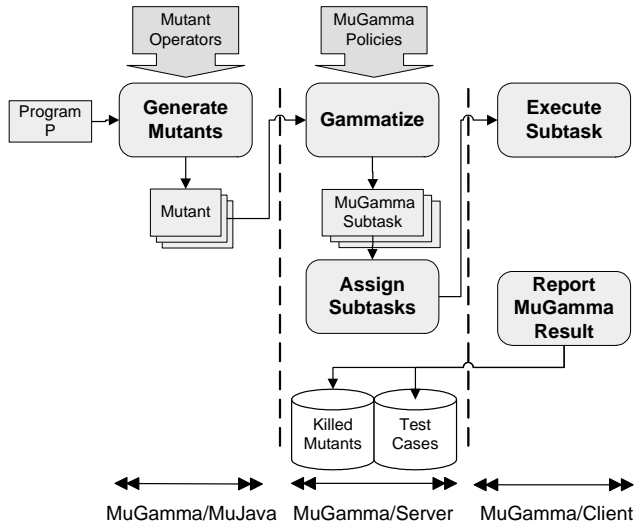 Mutant
Operators
MuGamma
Policies
Program
P
Generate
Mutants
Gammatize
Execute
Subtask
Mutant
MuGamma
Subtask
Assign
Subtasks
Report
MuGamma
Result
Killed
Mutants
Test
Cases
MuGamma/MuJava
MuGamma/Server
MuGamma/Client